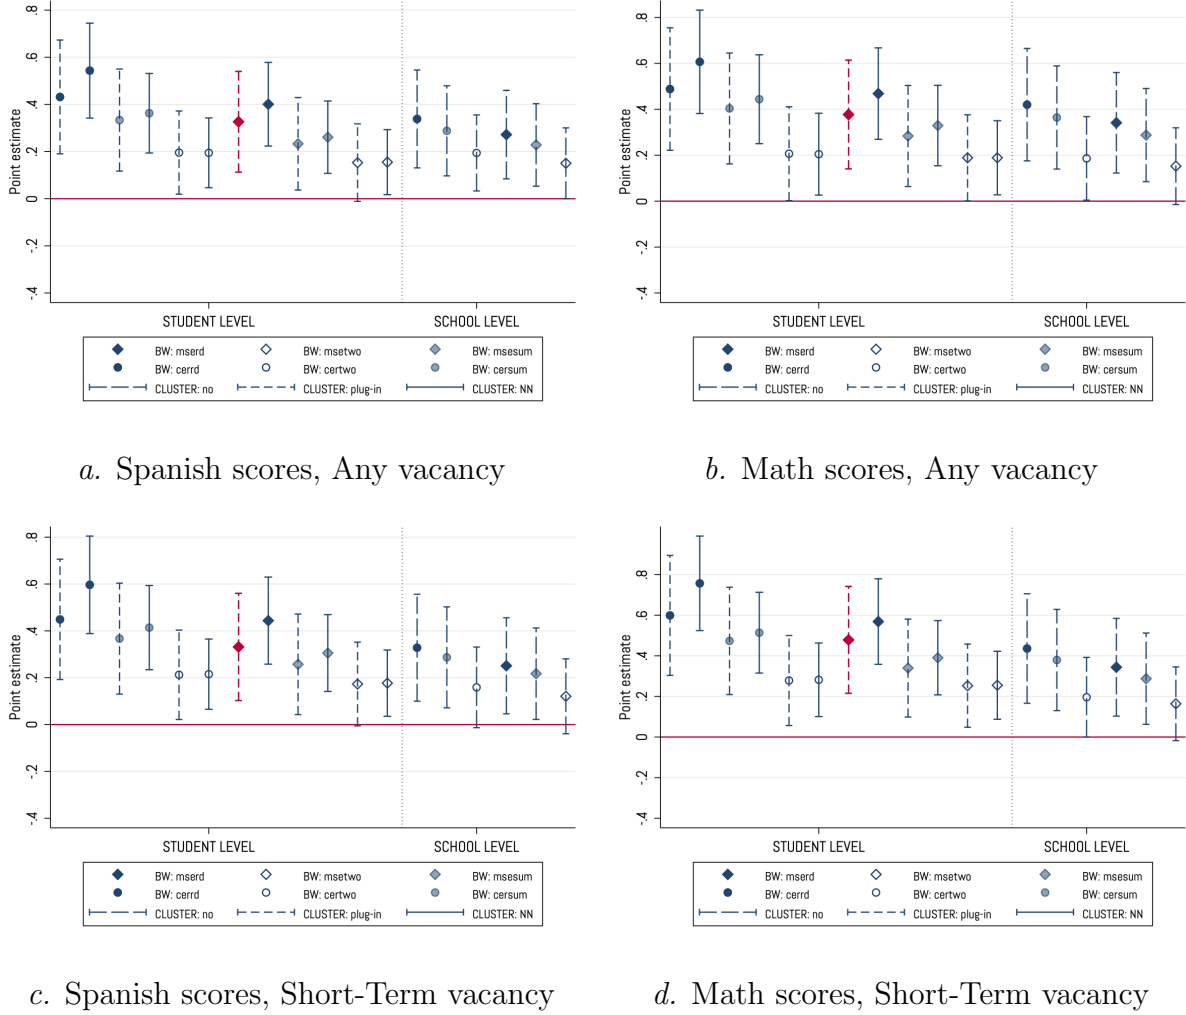 Point estimate
.8
.6
.4
.2
0
-.2
-.4
STUDENT LEVEL SCHOOL LEVEL
BW: mserd BW: msetwo BW: msesum
BW: cerrd BW: certwo BW: cersum
CLUSTER: no CLUSTER: plug-in CLUSTER: NN
a. Spanish scores, Any vacancy
Point estimate
.8
.6
.4
.2
0
-.2
-.4
STUDENT LEVEL SCHOOL LEVEL
BW: mserd BW: msetwo BW: msesum
BW: cerrd BW: certwo BW: cersum
CLUSTER: no CLUSTER: plug-in CLUSTER: NN
b. Math scores, Any vacancy
Point estimate
.8
.6
.4
.2
0
-.2
-.4
STUDENT LEVEL SCHOOL LEVEL
BW: mserd BW: msetwo BW: msesum
BW: cerrd BW: certwo BW: cersum
CLUSTER: no CLUSTER: plug-in CLUSTER: NN
c. Spanish scores, Short-Term vacancy
Point estimate
.8
.6
.4
.2
0
-.2
-.4
STUDENT LEVEL SCHOOL LEVEL
BW: mserd BW: msetwo BW: msesum
BW: cerrd BW: certwo BW: cersum
CLUSTER: no CLUSTER: plug-in CLUSTER: NN
d. Math scores, Short-Term vacancy